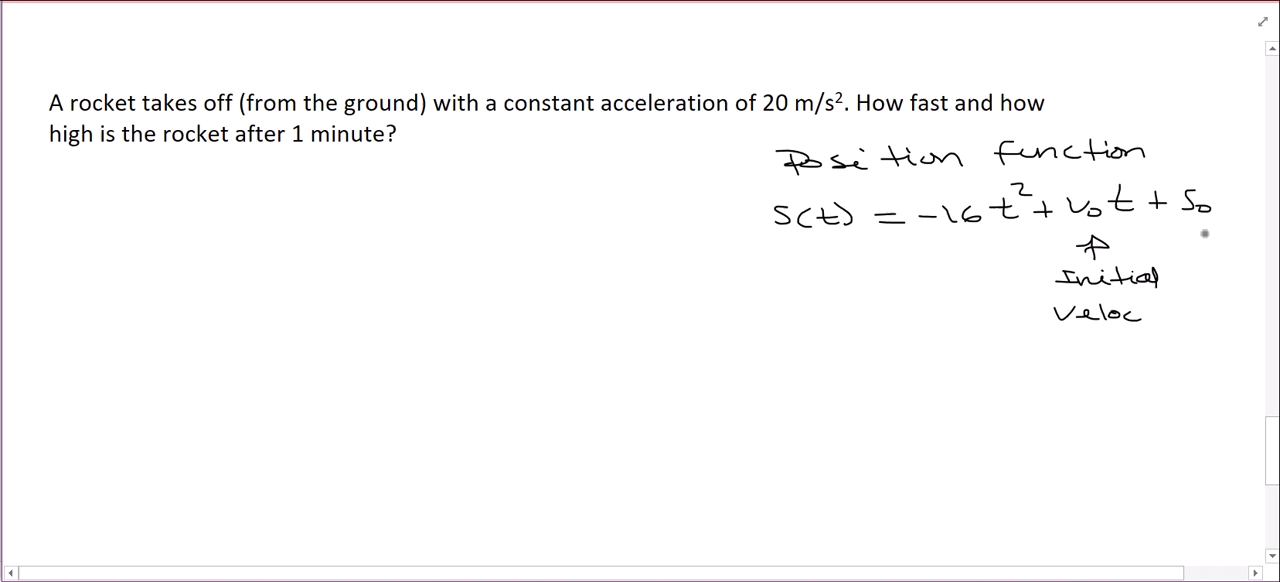 A rocket takes off (from the ground) with a constant acceleration of 20 m/s². How fast and how
high is the rocket after 1 minute?
Position function
s(t) = -16t² + v₀t + s₀
Initial
veloc